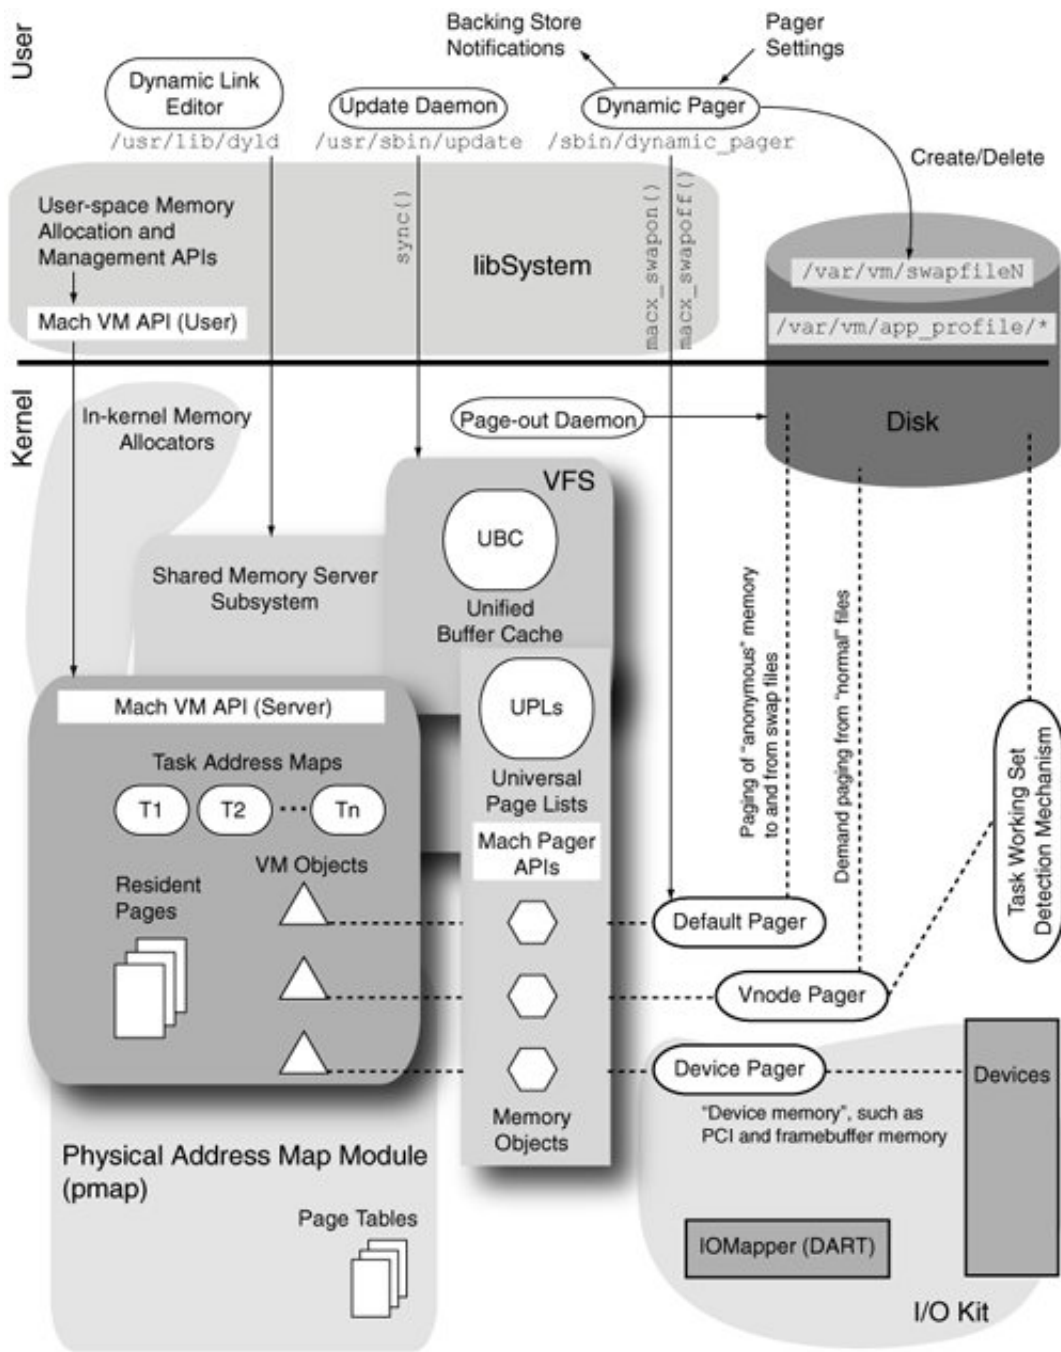 User
Backing Store
Notifications
Pager
Settings
Dynamic Link
Editor
Update Daemon
Dynamic Pager
/usr/lib/dyld
/usr/sbin/update
/sbin/dynamic_pager
Create/Delete
User-space Memory
Allocation and
Management APIs
sync()
libSystem
macx_swapon()
macx_swapoff()
/var/vm/swapfileN
Mach VM API (User)
/var/vm/app_profile/*
Kernel
In-kernel Memory
Allocators
Page-out Daemon
Disk
VFS
UBC
Shared Memory Server
Subsystem
Unified
Buffer Cache
Paging of "anonymous" memory
to and from swap files
Demand paging from "normal" files
Task Working Set
Detection Mechanism
Mach VM API (Server)
UPLs
Task Address Maps
Universal
Page Lists
T1
T2
Tn
Mach Pager
APIs
VM Objects
Resident
Pages
Default Pager
Vnode Pager
Device Pager
Devices
"Device memory", such as
PCI and framebuffer memory
Memory
Objects
Physical Address Map Module
(pmap)
Page Tables
IOMapper (DART)
I/O Kit